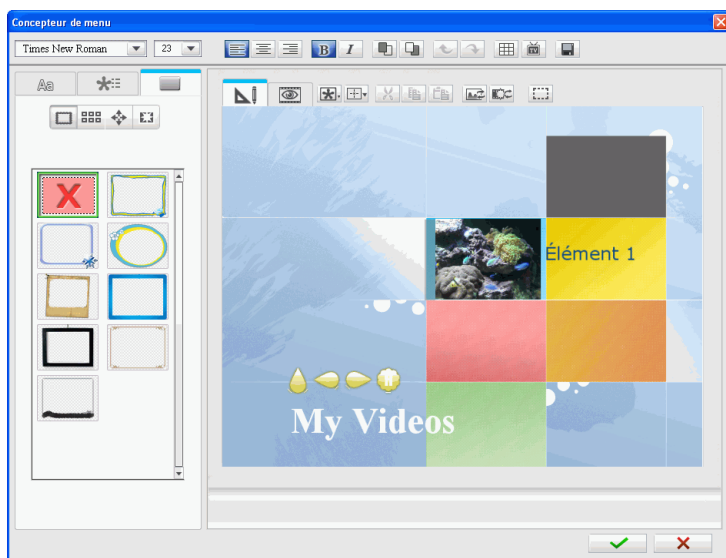 Concepteur de menu
Times New Roman 23 B I
Aa
Élément 1
My Videos